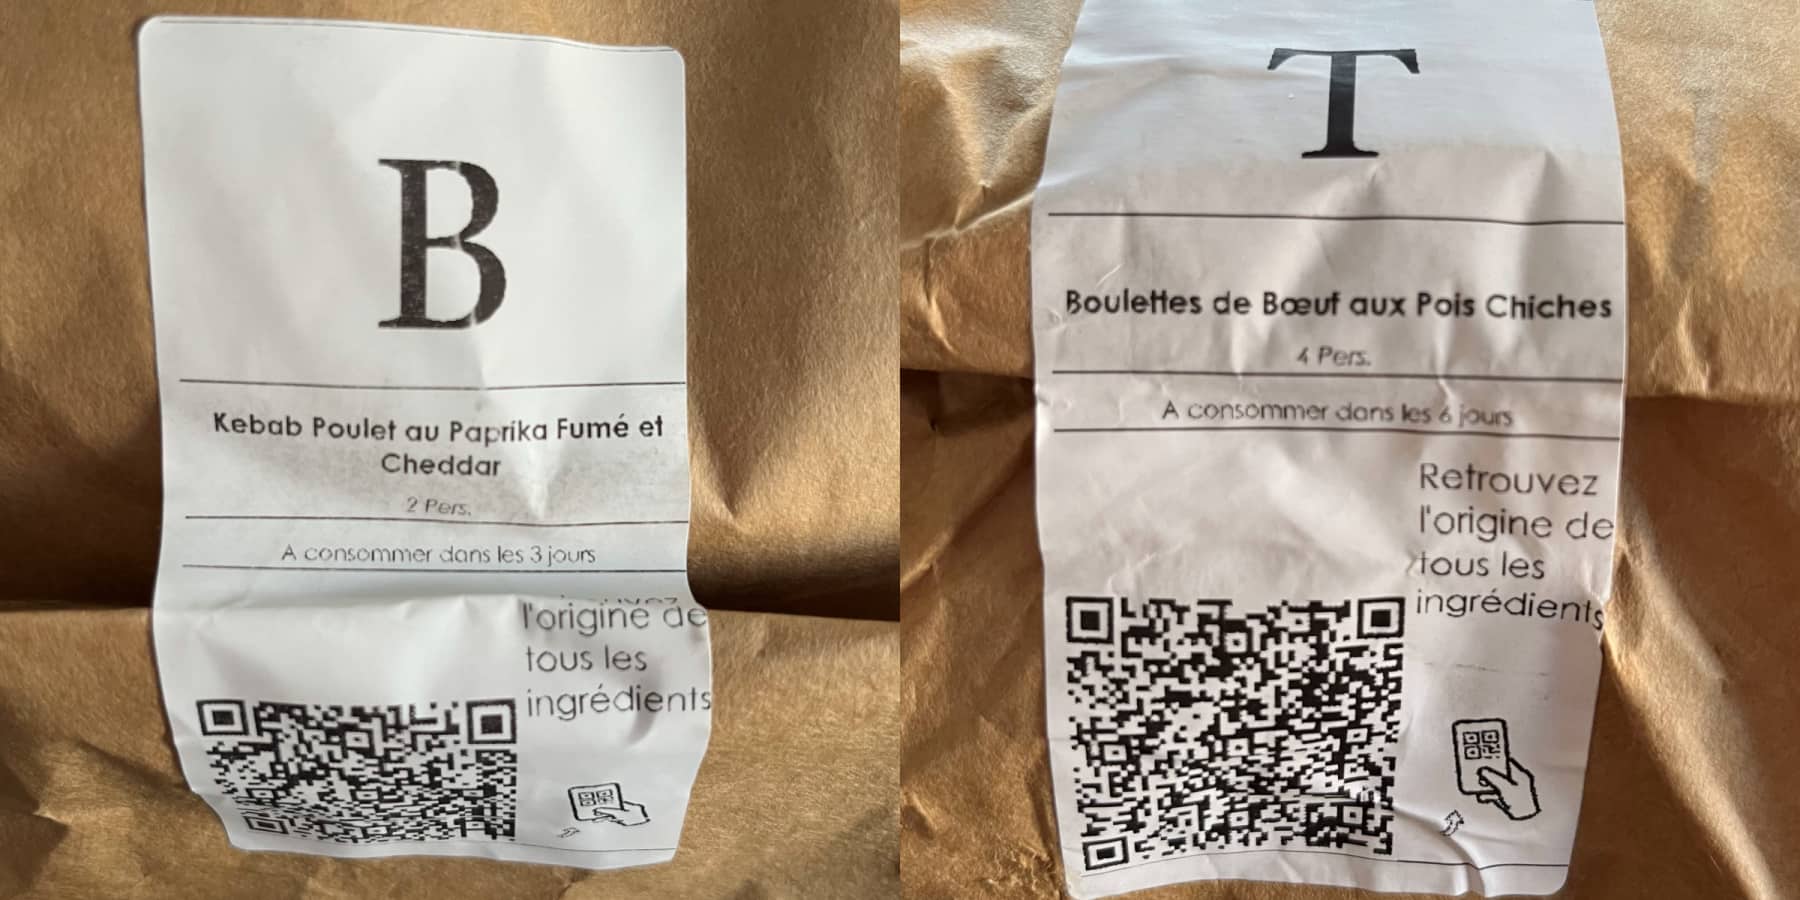 B
Kebab Poulet au Paprika Fumé et
Cheddar
2 Pers.
A consommer dans les 3 jours
l'origine de
tous les
ingrédients
T
Boulettes de Bœuf aux Pois Chiches
4 Pers.
A consommer dans les 6 jours
Retrouvez
l'origine de
tous les
ingrédients